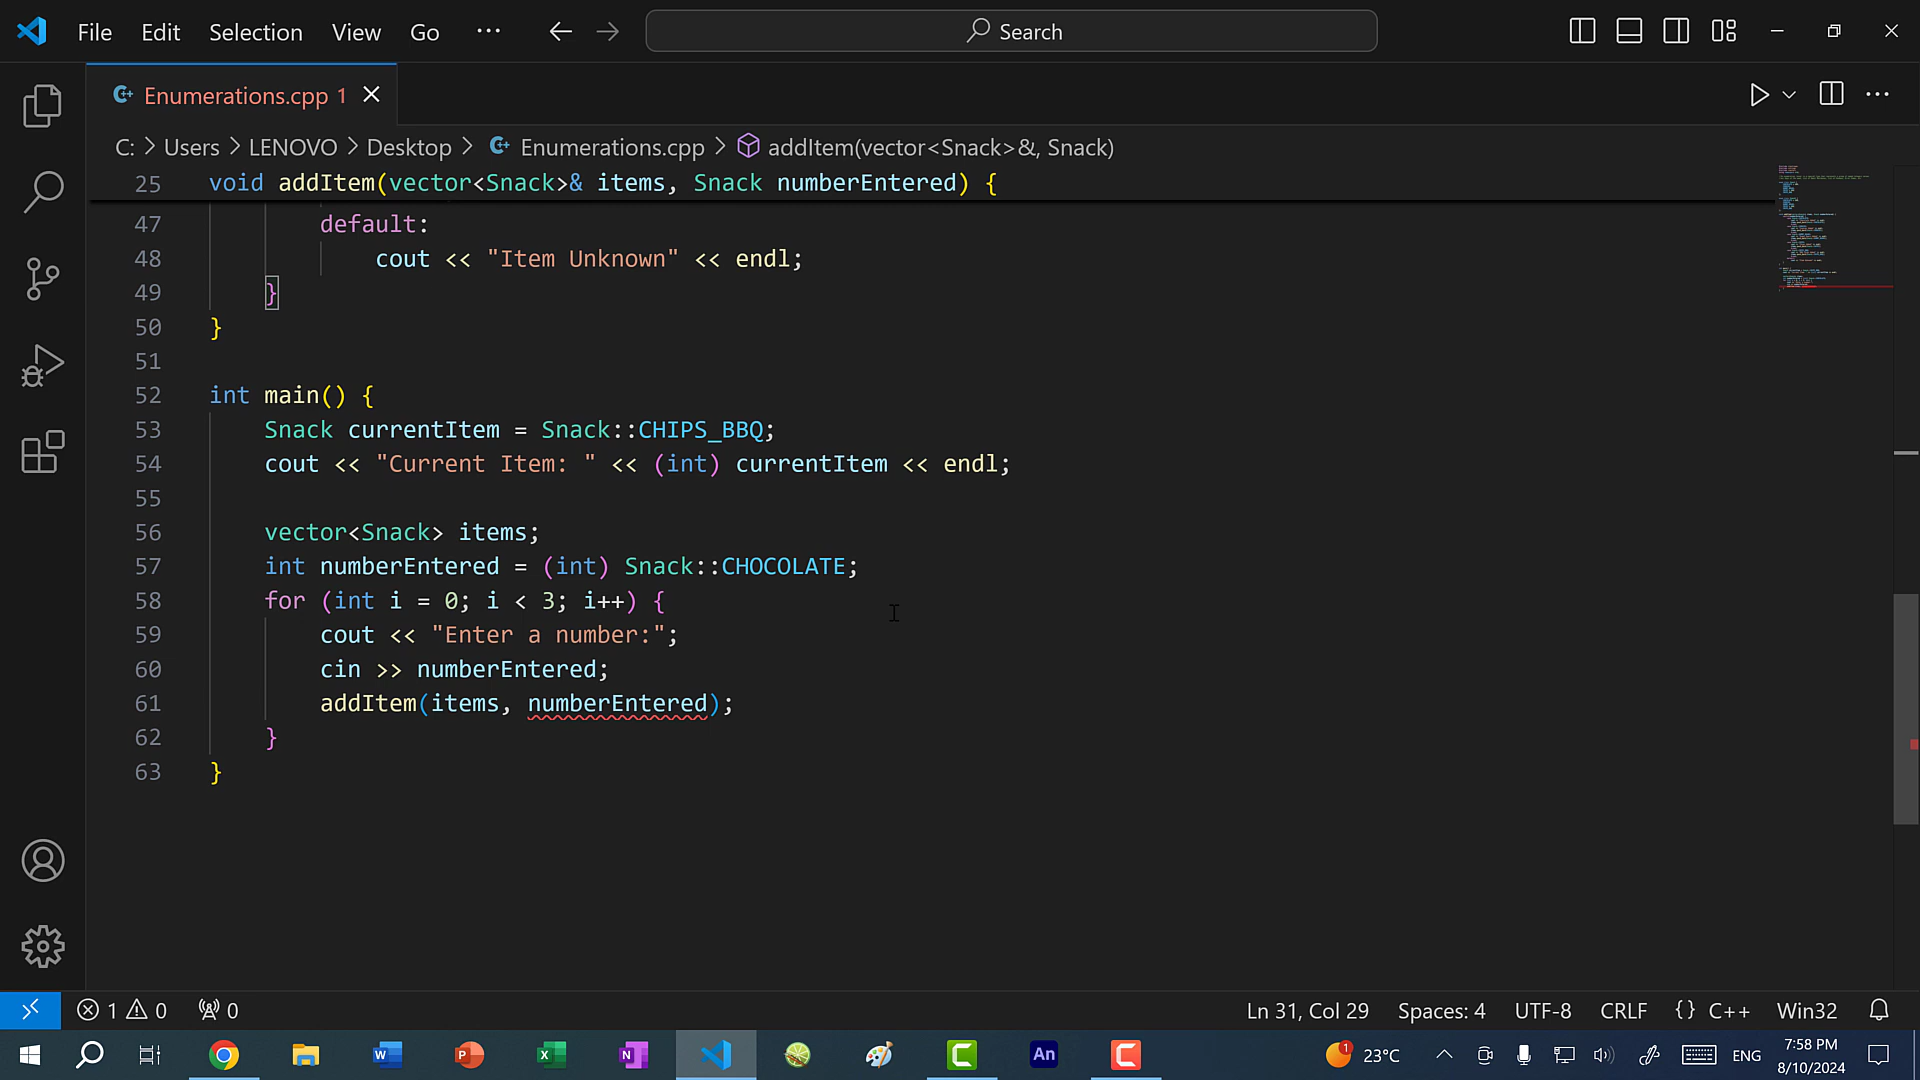 File Edit Selection View Go ··· Search
Enumerations.cpp 1
C: > Users > LENOVO > Desktop > Enumerations.cpp > addItem(vector<Snack>&, Snack)
25 void addItem(vector<Snack>& items, Snack numberEntered) {
47 default:
48 cout << "Item Unknown" << endl;
49 }
50 }
51
52 int main() {
53 Snack currentItem = Snack::CHIPS_BBQ;
54 cout << "Current Item: " << (int) currentItem << endl;
55
56 vector<Snack> items;
57 int numberEntered = (int) Snack::CHOCOLATE;
58 for (int i = 0; i < 3; i++) {
59 cout << "Enter a number:";
60 cin >> numberEntered;
61 addItem(items, numberEntered);
62 }
63 }
1 0 0 Ln 31, Col 29 Spaces: 4 UTF-8 CRLF {} C++ Win32
W P X N An C 1 23°C ENG 7:58 PM
8/10/2024